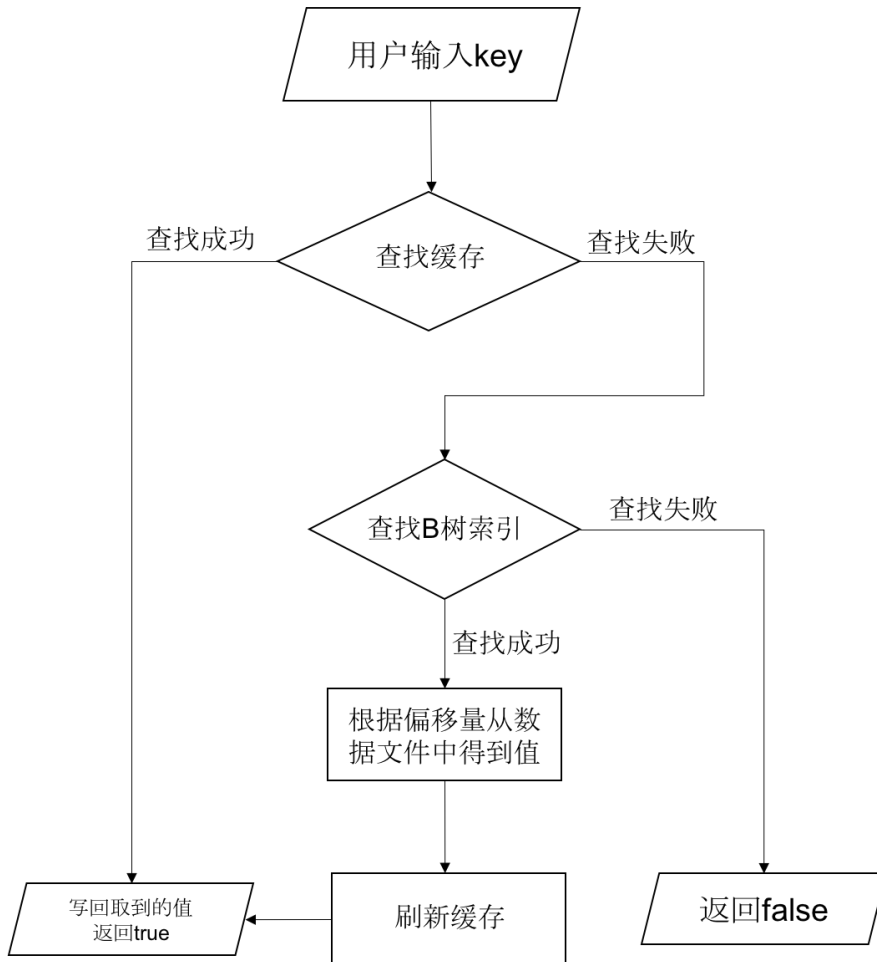 用户输入key
查找成功
查找缓存
查找失败
查找B树索引
查找失败
查找成功
根据偏移量从数
据文件中得到值
写回取到的值
返回true
刷新缓存
返回false